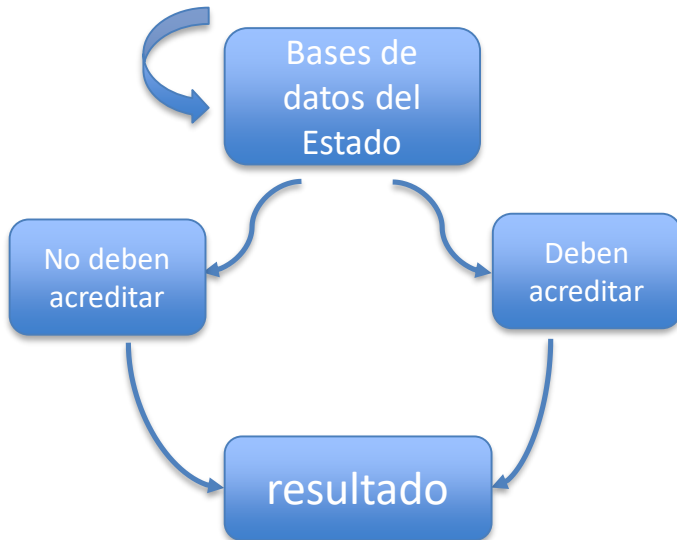 Bases de
datos del
Estado
No deben
acreditar
Deben
acreditar
resultado